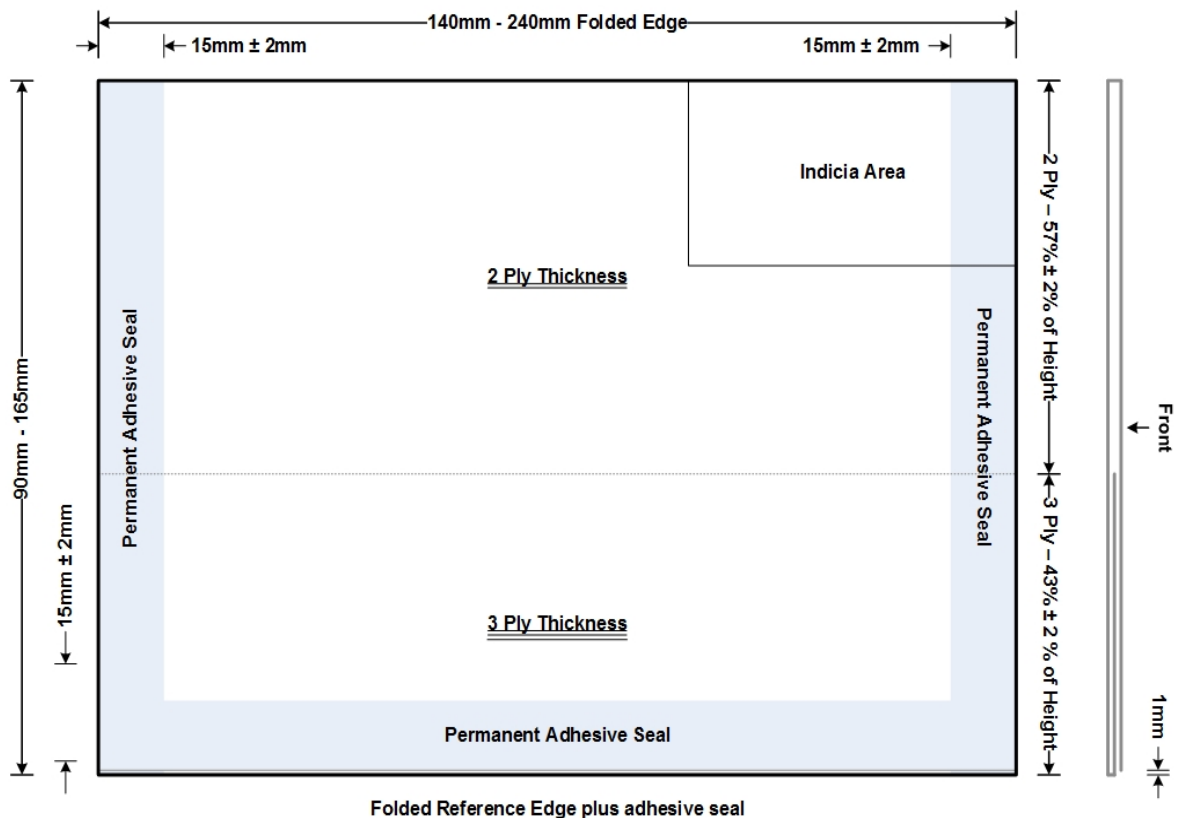 140mm - 240mm Folded Edge
15mm ± 2mm
15mm ± 2mm
Indicia Area
2 Ply – 57% ± 2% of Height
2 Ply Thickness
Permanent Adhesive Seal
Permanent Adhesive Seal
90mm - 165mm
Front
15mm ± 2mm
3 Ply – 43% ± 2 % of Height
3 Ply Thickness
1mm
Permanent Adhesive Seal
Folded Reference Edge plus adhesive seal